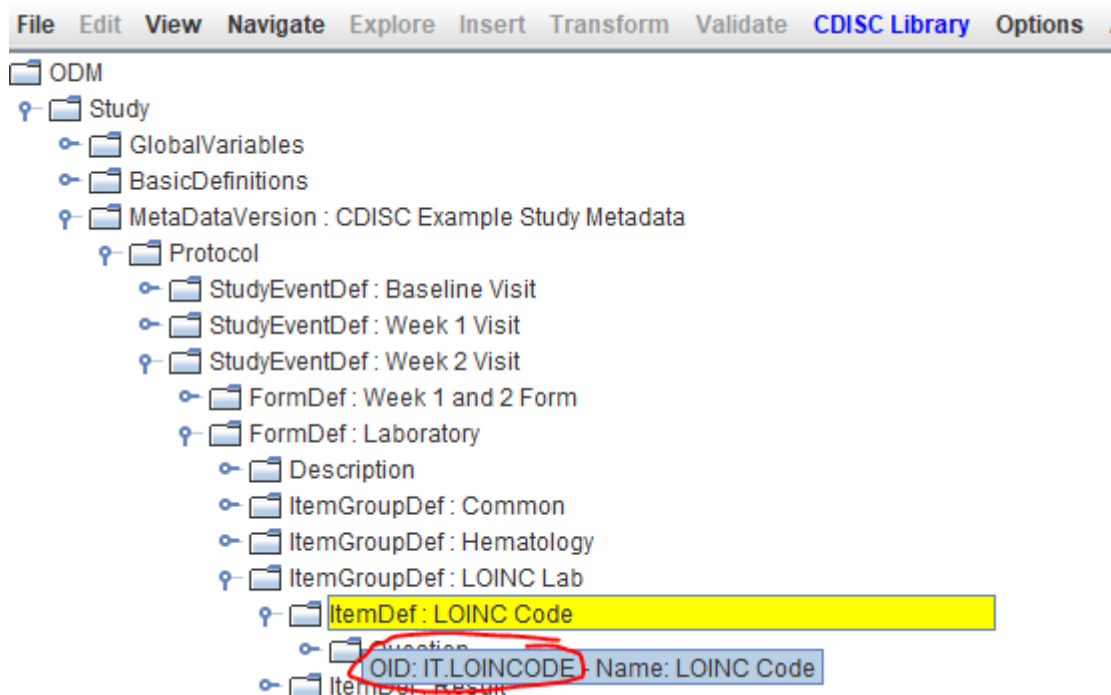 File Edit View Navigate Explore Insert Transform Validate CDISC Library Options
ODM
Study
GlobalVariables
BasicDefinitions
MetaDataVersion : CDISC Example Study Metadata
Protocol
StudyEventDef : Baseline Visit
StudyEventDef : Week 1 Visit
StudyEventDef : Week 2 Visit
FormDef : Week 1 and 2 Form
FormDef : Laboratory
Description
ItemGroupDef : Common
ItemGroupDef : Hematology
ItemGroupDef : LOINC Lab
ItemDef : LOINC Code
Question
OID: IT.LOINCODE - Name: LOINC Code
ItemDef : Result